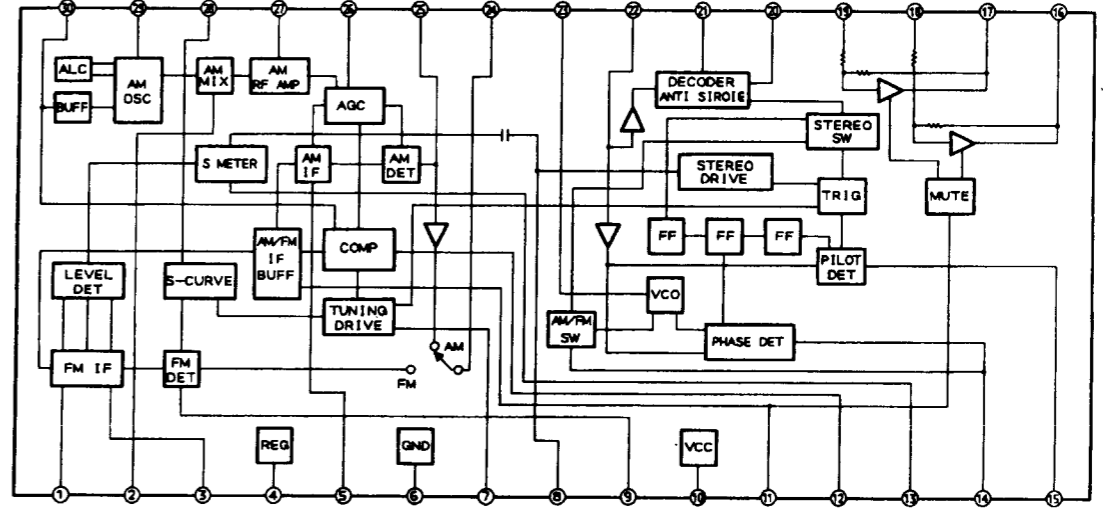 30 29 28 27 26 25 24 23 22 21 20 19 18 17 16
ALC
AM
OSC
AM
MIX
AM
RF AMP
BUFF
AGC
DECODER
ANTI SIROIE
STEREO
SW
S METER
AM
IF
AM
DET
STEREO
DRIVE
TRIG
MUTE
AM/FM
IF
BUFF
COMP
FF
FF
FF
PILOT
DET
LEVEL
DET
S-CURVE
TUNING
DRIVE
VCO
AM/FM
SW
PHASE DET
AM
FM
FM IF
FM
DET
REG
GND
VCC
1 2 3 4 5 6 7 8 9 10 11 12 13 14 15